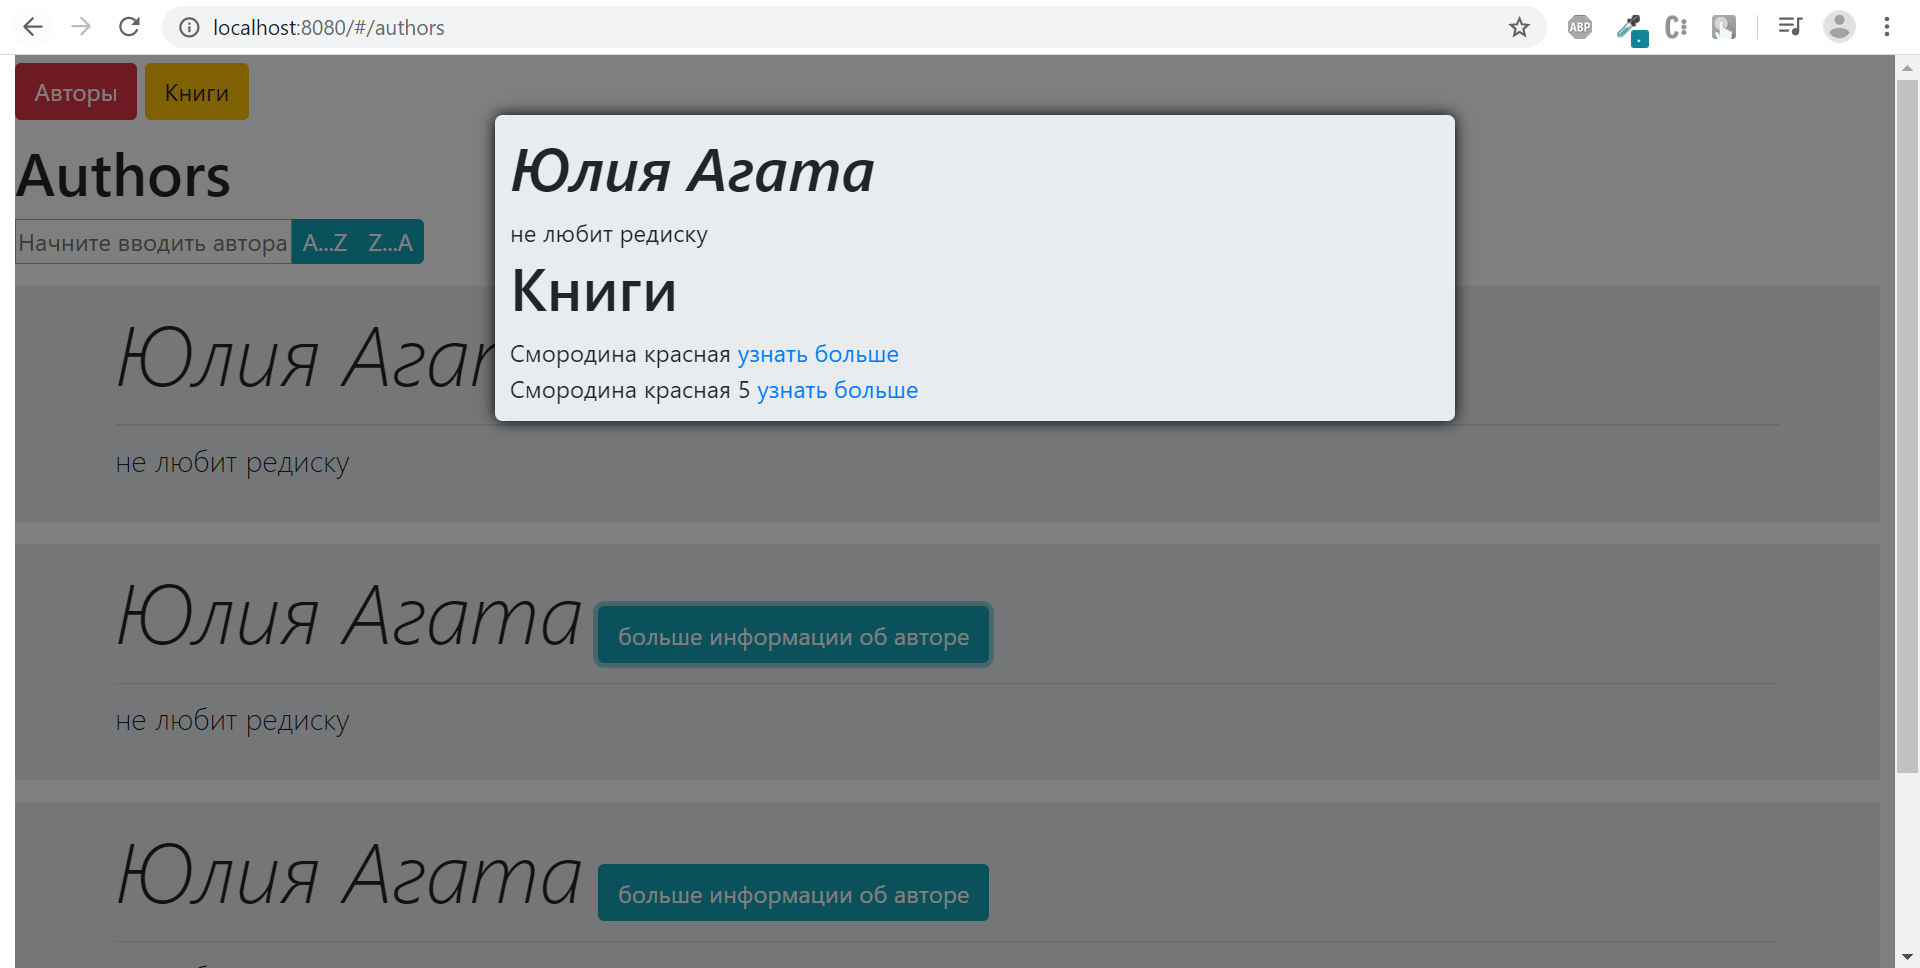 localhost:8080/#/authors
ABP
Авторы Книги
Authors
Начните вводить автора A...Z Z...A
Юлия Агата
не любит редиску
Книги
Смородина красная узнать больше
Смородина красная 5 узнать больше
Юлия
не любит редиску
Юлия Агата больше информации об авторе
не любит редиску
Юлия Агата больше информации об авторе